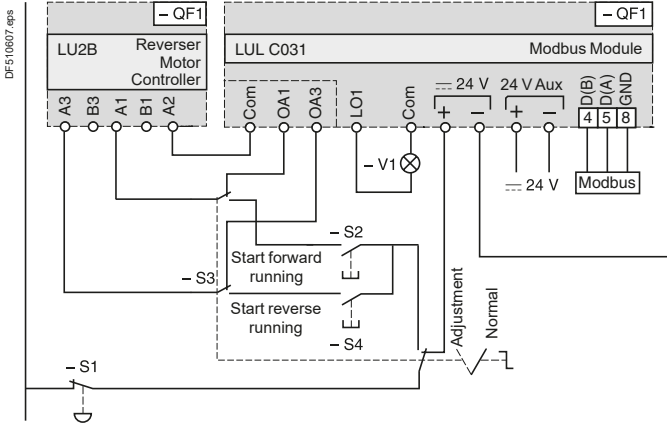 DF510607.eps
– QF1
– QF1
LU2B
Reverser
Motor
Controller
LUL C031
Modbus Module
A3
B3
A1
B1
A2
Com
OA1
OA3
LO1
Com
24 V
+
–
24 V Aux
+
–
D(B)
D(A)
GND
4 5 8
– V1
24 V
Modbus
– S2
Start forward
running
– S3
Start reverse
running
– S4
Adjustment
Normal
– S1